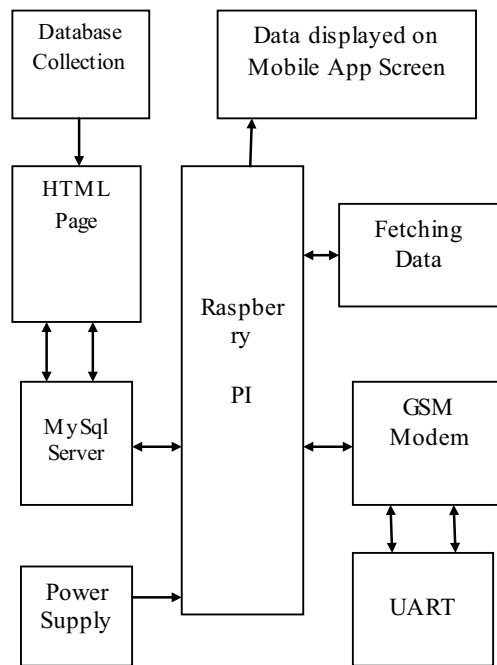 Database
Collection
Data displayed on
Mobile App Screen
HTML
Page
Fetching
Data
Raspber
ry
PI
MySql
Server
GSM
Modem
Power
Supply
UART